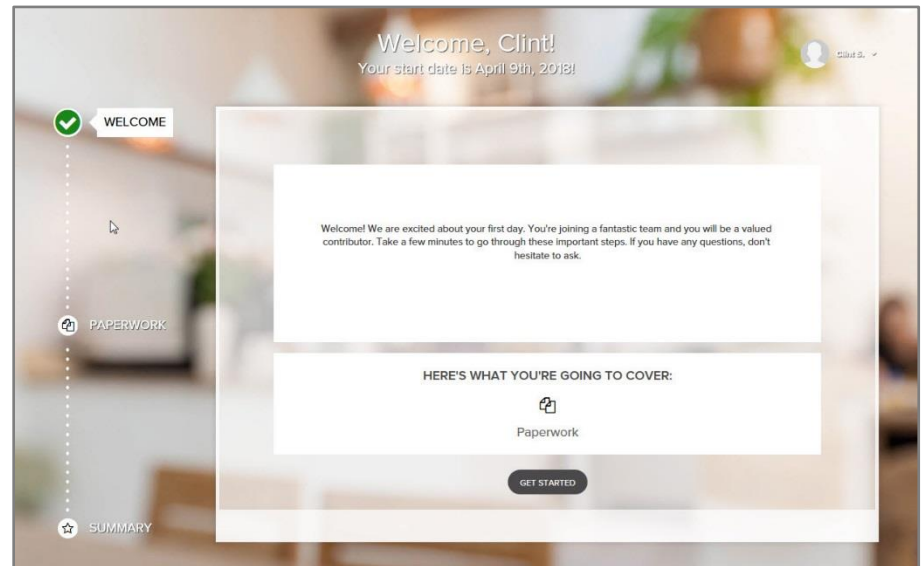 Welcome, Clint!
Your start date is April 9th, 2018!
Clint S.
WELCOME
Welcome! We are excited about your first day. You're joining a fantastic team and you will be a valued
contributor. Take a few minutes to go through these important steps. If you have any questions, don't
hesitate to ask.
PAPERWORK
HERE'S WHAT YOU'RE GOING TO COVER:
Paperwork
GET STARTED
SUMMARY